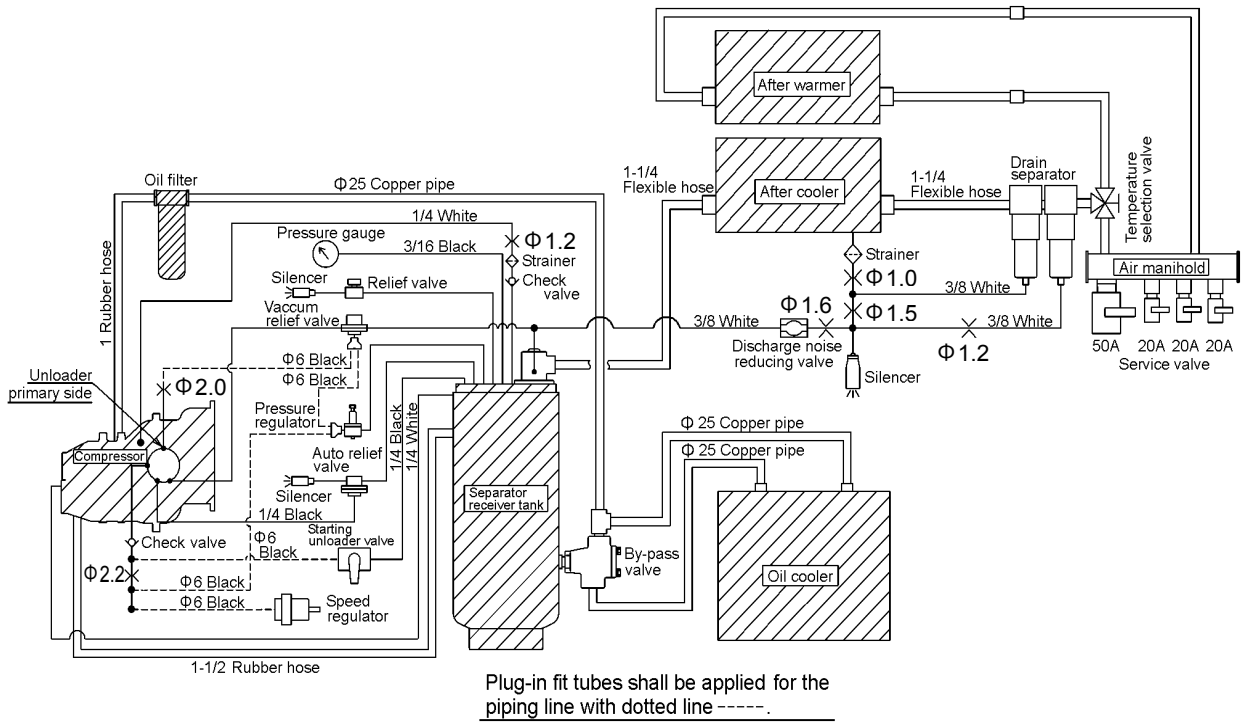 After warmer
1-1/4
Flexible hose
After cooler
1-1/4
Flexible hose
Drain
separator
Temperature
selection valve
Oil filter
Φ25 Copper pipe
1/4 White
Pressure gauge
3/16 Black
Φ1.2
Strainer
Check
valve
Strainer
Φ1.0
Air manihold
1 Rubber hose
Silencer
Relief valve
Vaccum
relief valve
3/8 White
Φ1.6
Φ1.5
3/8 White
3/8 White
Discharge noise
reducing valve
Φ1.2
50A
20A
20A
20A
Service valve
Φ6 Black
Φ6 Black
Silencer
Unloader
primary side
Φ2.0
Pressure
regulator
1/4 Black
1/4 White
Compressor
Auto relief
valve
Φ 25 Copper pipe
Φ 25 Copper pipe
Silencer
Separator
receiver tank
1/4 Black
Starting
unloader valve
Check valve
Φ6
Black
By-pass
valve
Oil cooler
Φ2.2
Φ6 Black
Φ6 Black
Speed
regulator
1-1/2 Rubber hose
Plug-in fit tubes shall be applied for the
piping line with dotted line -----.